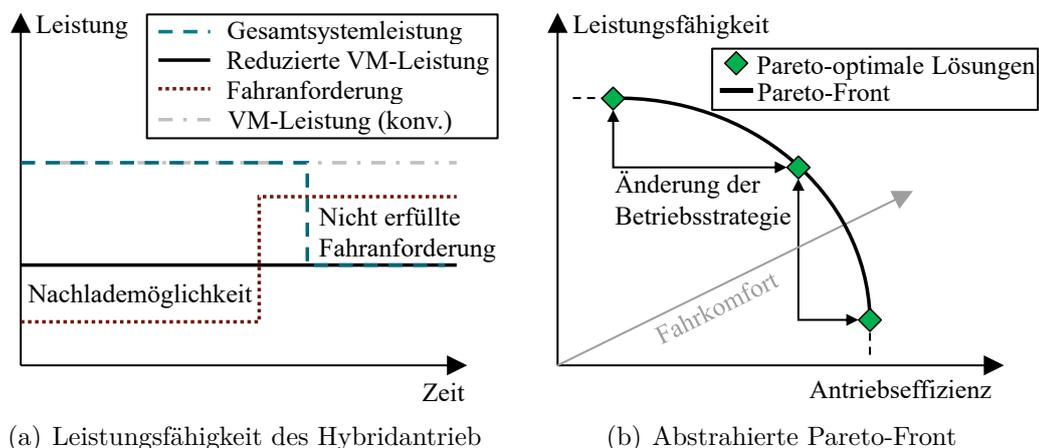 Leistung
Gesamtsystemleistung
Reduzierte VM-Leistung
Fahranforderung
VM-Leistung (konv.)
Nicht erfüllte
Fahranforderung
Nachlademöglichkeit
Zeit
(a) Leistungsfähigkeit des Hybridantrieb
Leistungsfähigkeit
Pareto-optimale Lösungen
Pareto-Front
Änderung der
Betriebsstrategie
Fahrkomfort
Antriebseffizienz
(b) Abstrahierte Pareto-Front